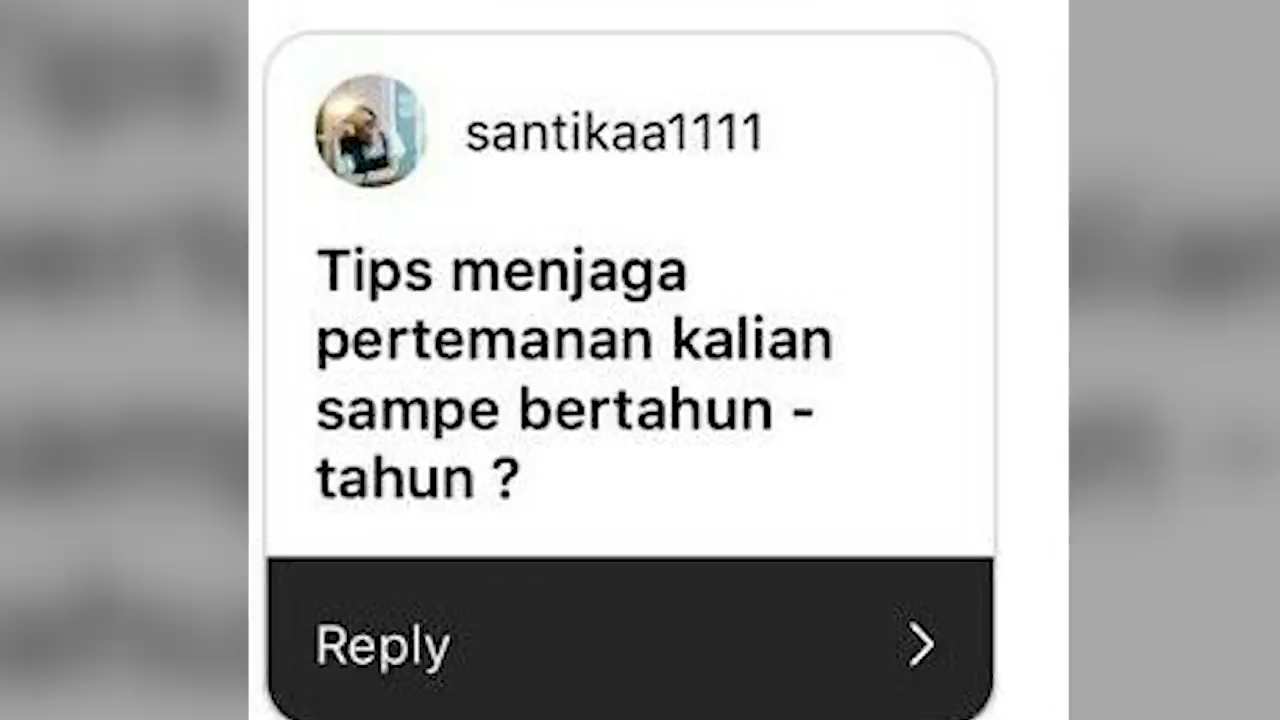 santikaa1111
Tips menjaga
pertemanan kalian
sampe bertahun -
tahun ?
Reply